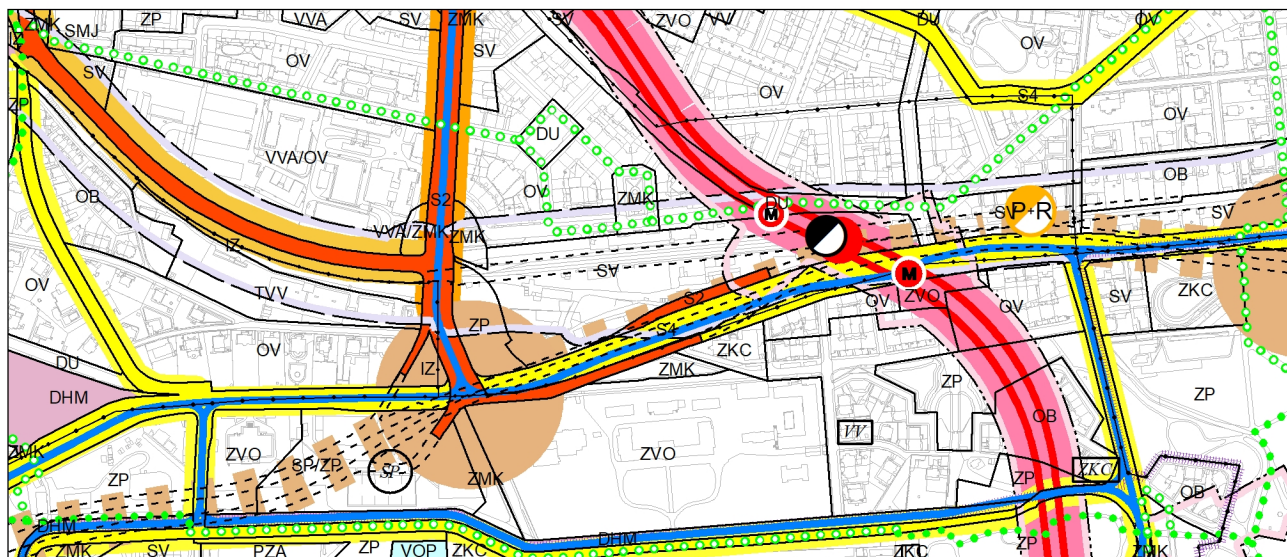 ZMK
SMJ
ZP
VVA
SV
ZMK
SV
ZVO
VV
DU
OV
OV
IZ
SV
OV
SV
OV
OV
S4
ZP
VVA/OV
DU
OV
OB
OV
ZMK
S2
DU
M
SV
P+R
OB
SV
VVA/ZMK
ZMK
IZ-
SV
M
OV
TVV
S2
OV
ZVO
OV
SV
ZKC
ZP
S4
OV
ZKC
DU
IZ-
ZMK
ZP
ZP
DHM
OB
VV
ZMK
ZVO
ZVO
SP/ZP
SP-
ZKC
ZP
ZP
OB
ZMK
DHM
DHM
ZP
ZMK
SV
PZA
ZP
VOP
ZKC
ZKC
ZMK